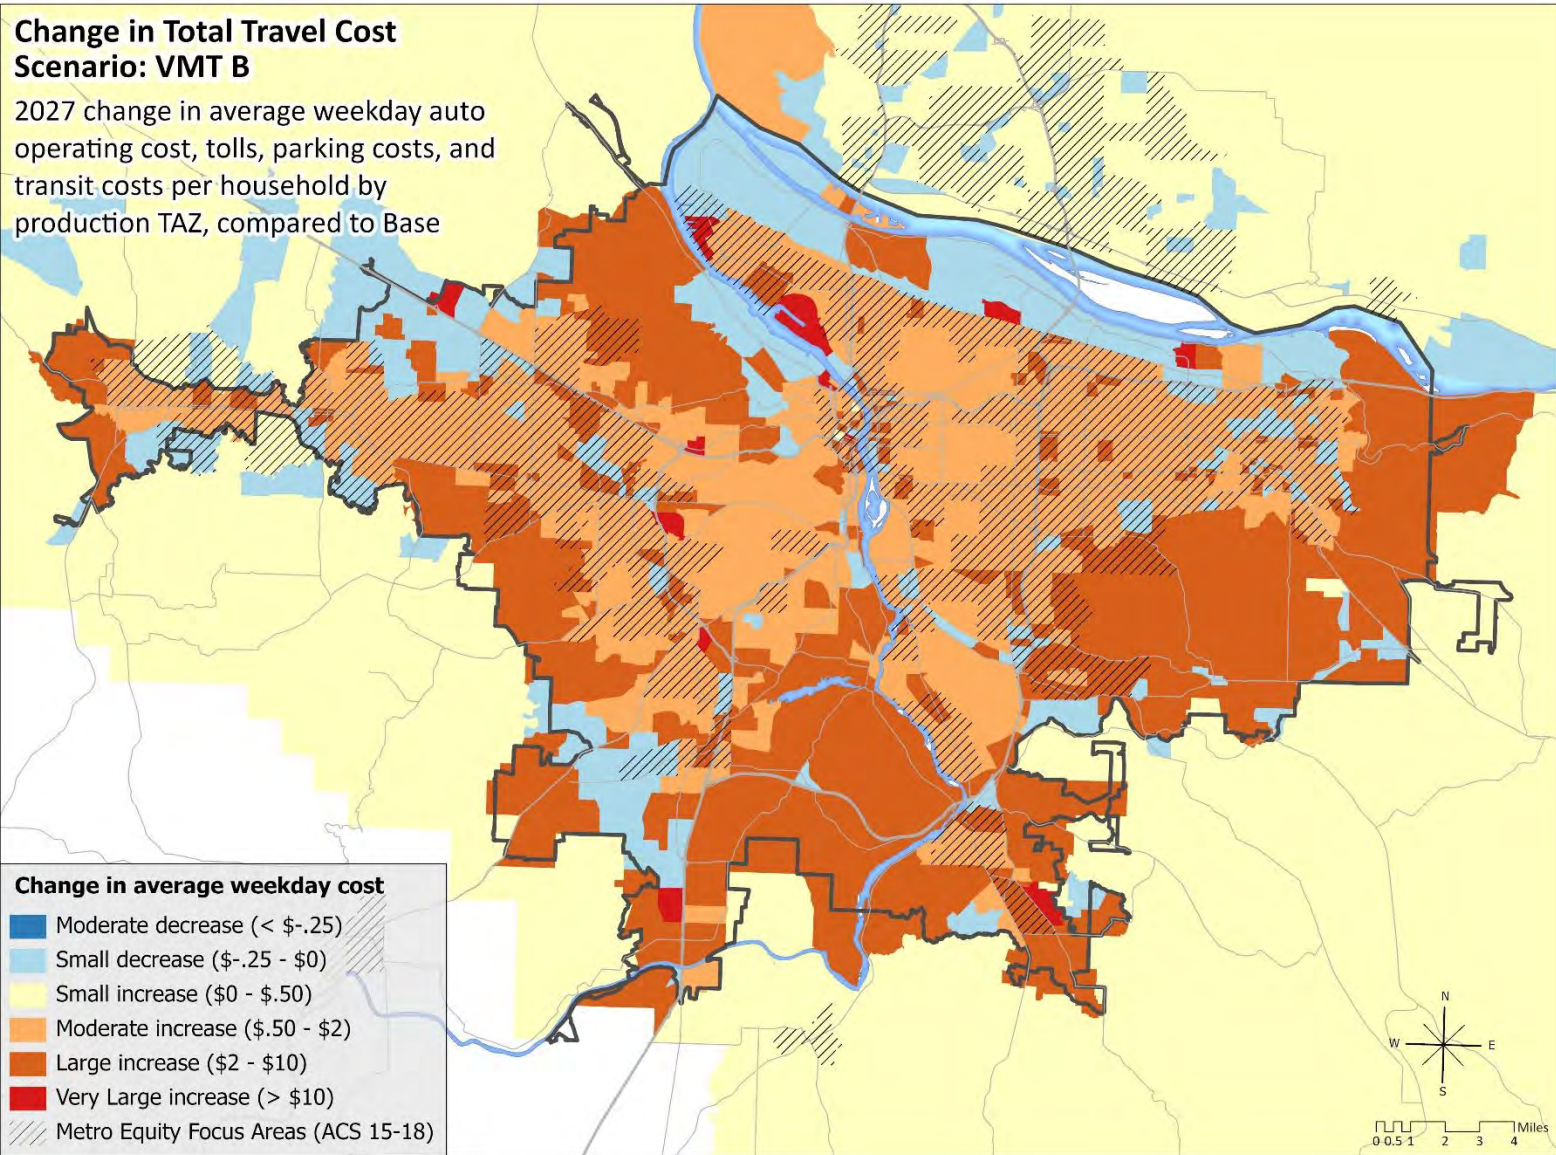 Change in Total Travel Cost
Scenario: VMT B
2027 change in average weekday auto
operating cost, tolls, parking costs, and
transit costs per household by
production TAZ, compared to Base
Change in average weekday cost
Moderate decrease (< $-.25)
Small decrease ($-.25 - $0)
Small increase ($0 - $.50)
Moderate increase ($.50 - $2)
Large increase ($2 - $10)
Very Large increase (> $10)
Metro Equity Focus Areas (ACS 15-18)
N
W E
S
Miles
0 0.5 1 2 3 4